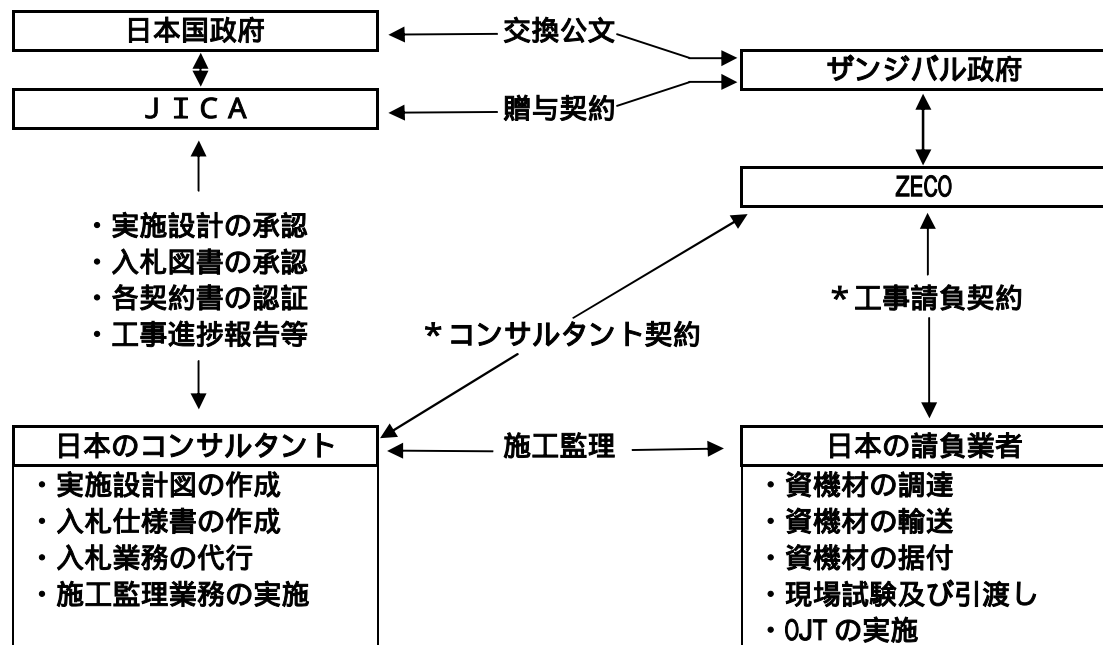 日本国政府
交換公文
ザンジバル政府
ＪＩＣＡ
贈与契約
ZECO
・実施設計の承認
・入札図書の承認
・各契約書の認証
・工事進捗報告等
*工事請負契約
*コンサルタント契約
日本のコンサルタント
施工監理
日本の請負業者
・実施設計図の作成
・入札仕様書の作成
・入札業務の代行
・施工監理業務の実施
・資機材の調達
・資機材の輸送
・資機材の据付
・現場試験及び引渡し
・OJTの実施